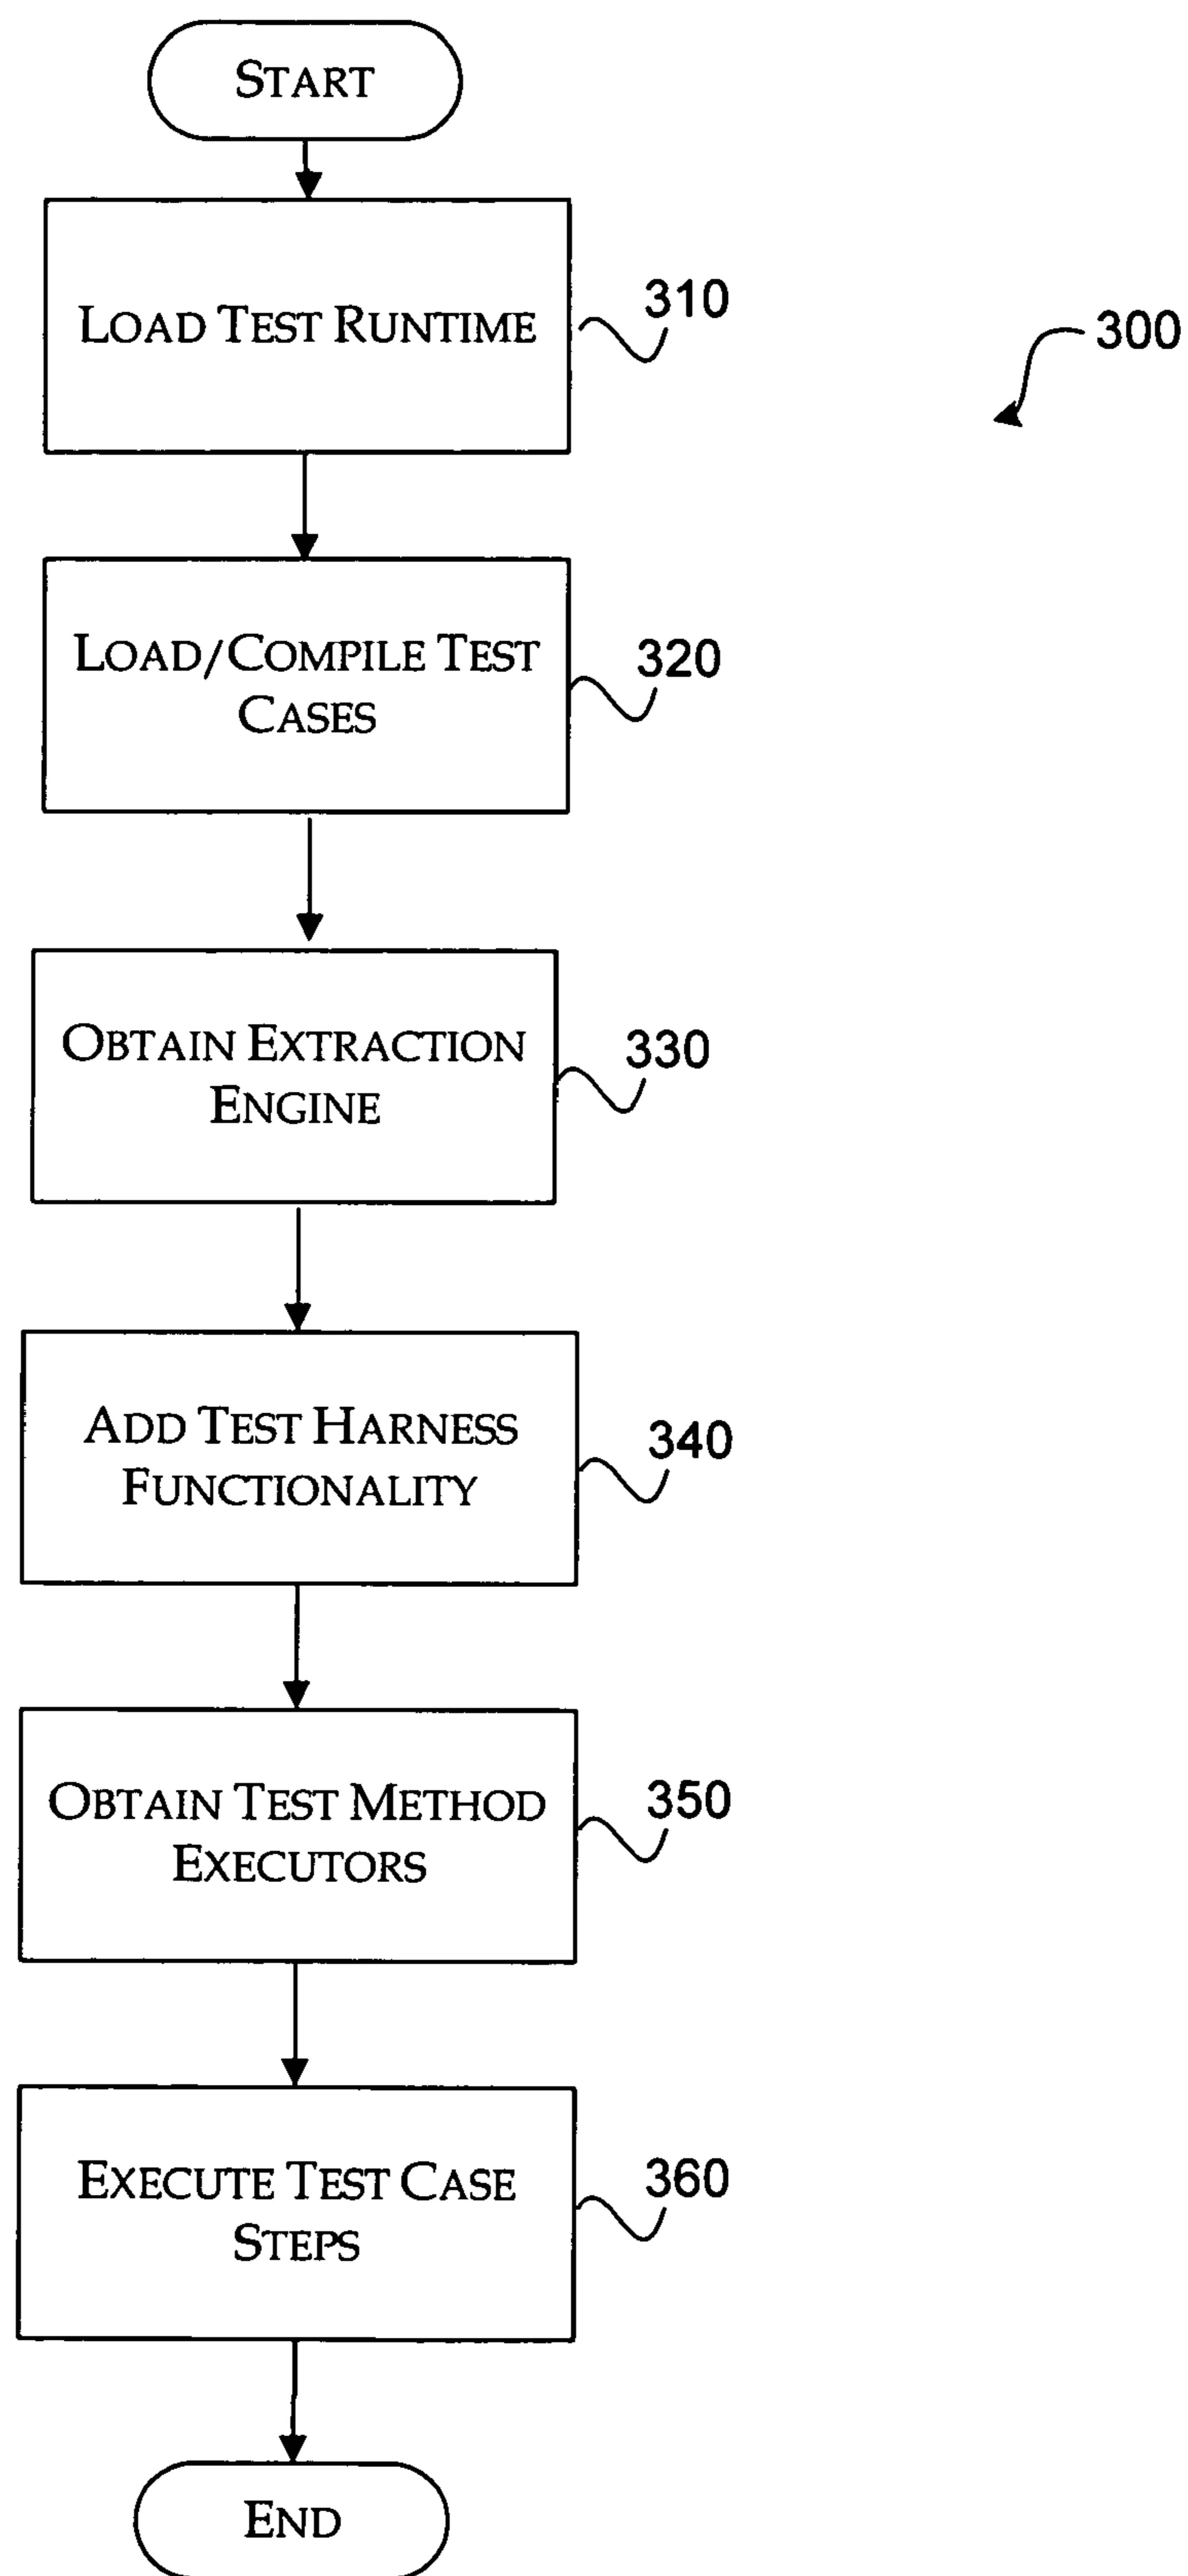 START
LOAD TEST RUNTIME
310
300
LOAD/COMPILE TEST
CASES
320
OBTAIN EXTRACTION
ENGINE
330
ADD TEST HARNESS
FUNCTIONALITY
340
OBTAIN TEST METHOD
EXECUTORS
350
EXECUTE TEST CASE
STEPS
360
END